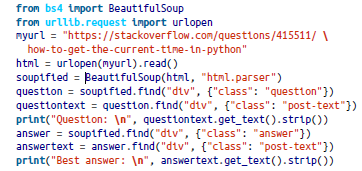 from bs4 import BeautifulSoup
from urllib.request import urlopen
myurl = "https://stackoverflow.com/questions/415511/ \
how-to-get-the-current-time-in-python"
html = urlopen(myurl).read()
soupified = BeautifulSoup(html, "html.parser")
question = soupified.find("div", {"class": "question"})
questiontext = question.find("div", {"class": "post-text"})
print("Question: \n", questiontext.get_text().strip())
answer = soupified.find("div", {"class": "answer"})
answertext = answer.find("div", {"class": "post-text"})
print("Best answer: \n", answertext.get_text().strip())